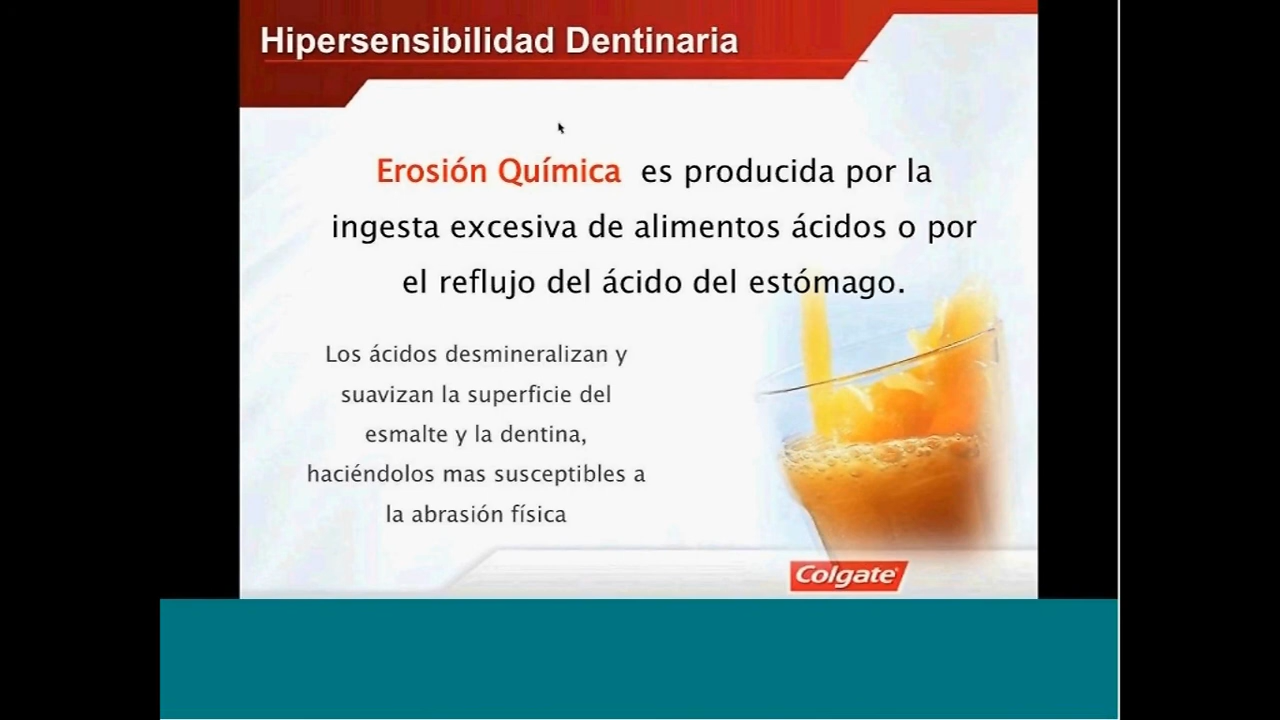 Hipersensibilidad Dentinaria
Erosión Química es producida por la
ingesta excesiva de alimentos ácidos o por
el reflujo del ácido del estómago.
Los ácidos desmineralizan y
suavizan la superficie del
esmalte y la dentina,
haciéndolos mas susceptibles a
la abrasión física
Colgate